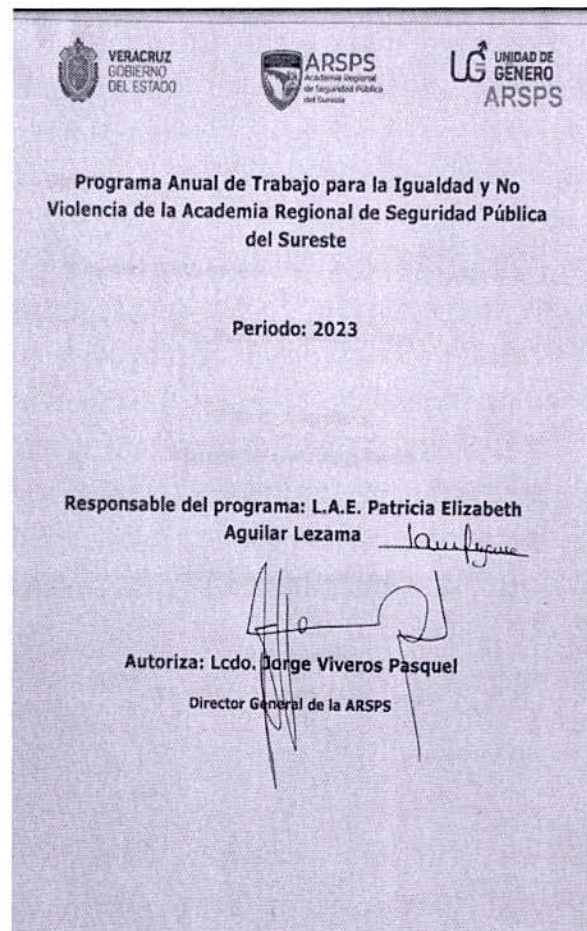 VERACRUZ
GOBIERNO
DEL ESTADO
ARSPS
Academia Regional
de Seguridad Pública
del Sureste
UG
UNIDAD DE
GÉNERO
ARSPS
Programa Anual de Trabajo para la Igualdad y No
Violencia de la Academia Regional de Seguridad Pública
del Sureste
Periodo: 2023
Responsable del programa: L.A.E. Patricia Elizabeth
Aguilar Lezama
Autoriza: Lcdo. Jorge Viveros Pasquel
Director General de la ARSPS